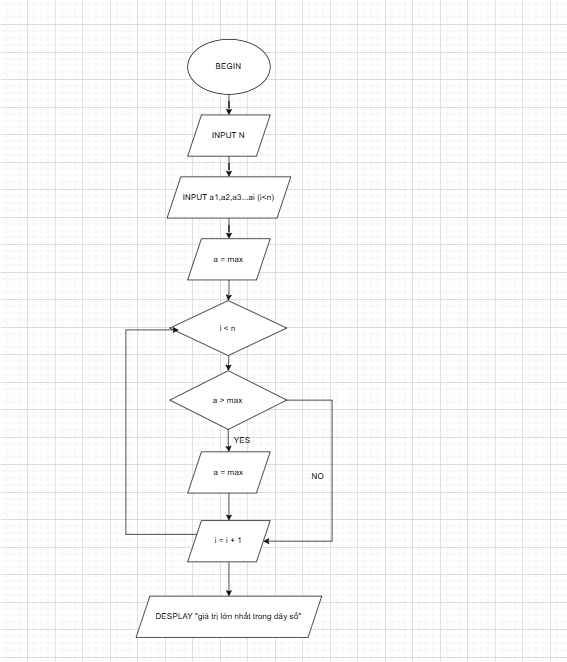 BEGIN
INPUT N
INPUT a1,a2,a3...ai (i<n)
a = max
i < n
a > max
YES
a = max
NO
i = i + 1
DESPLAY "giá trị lớn nhất trong dãy số"